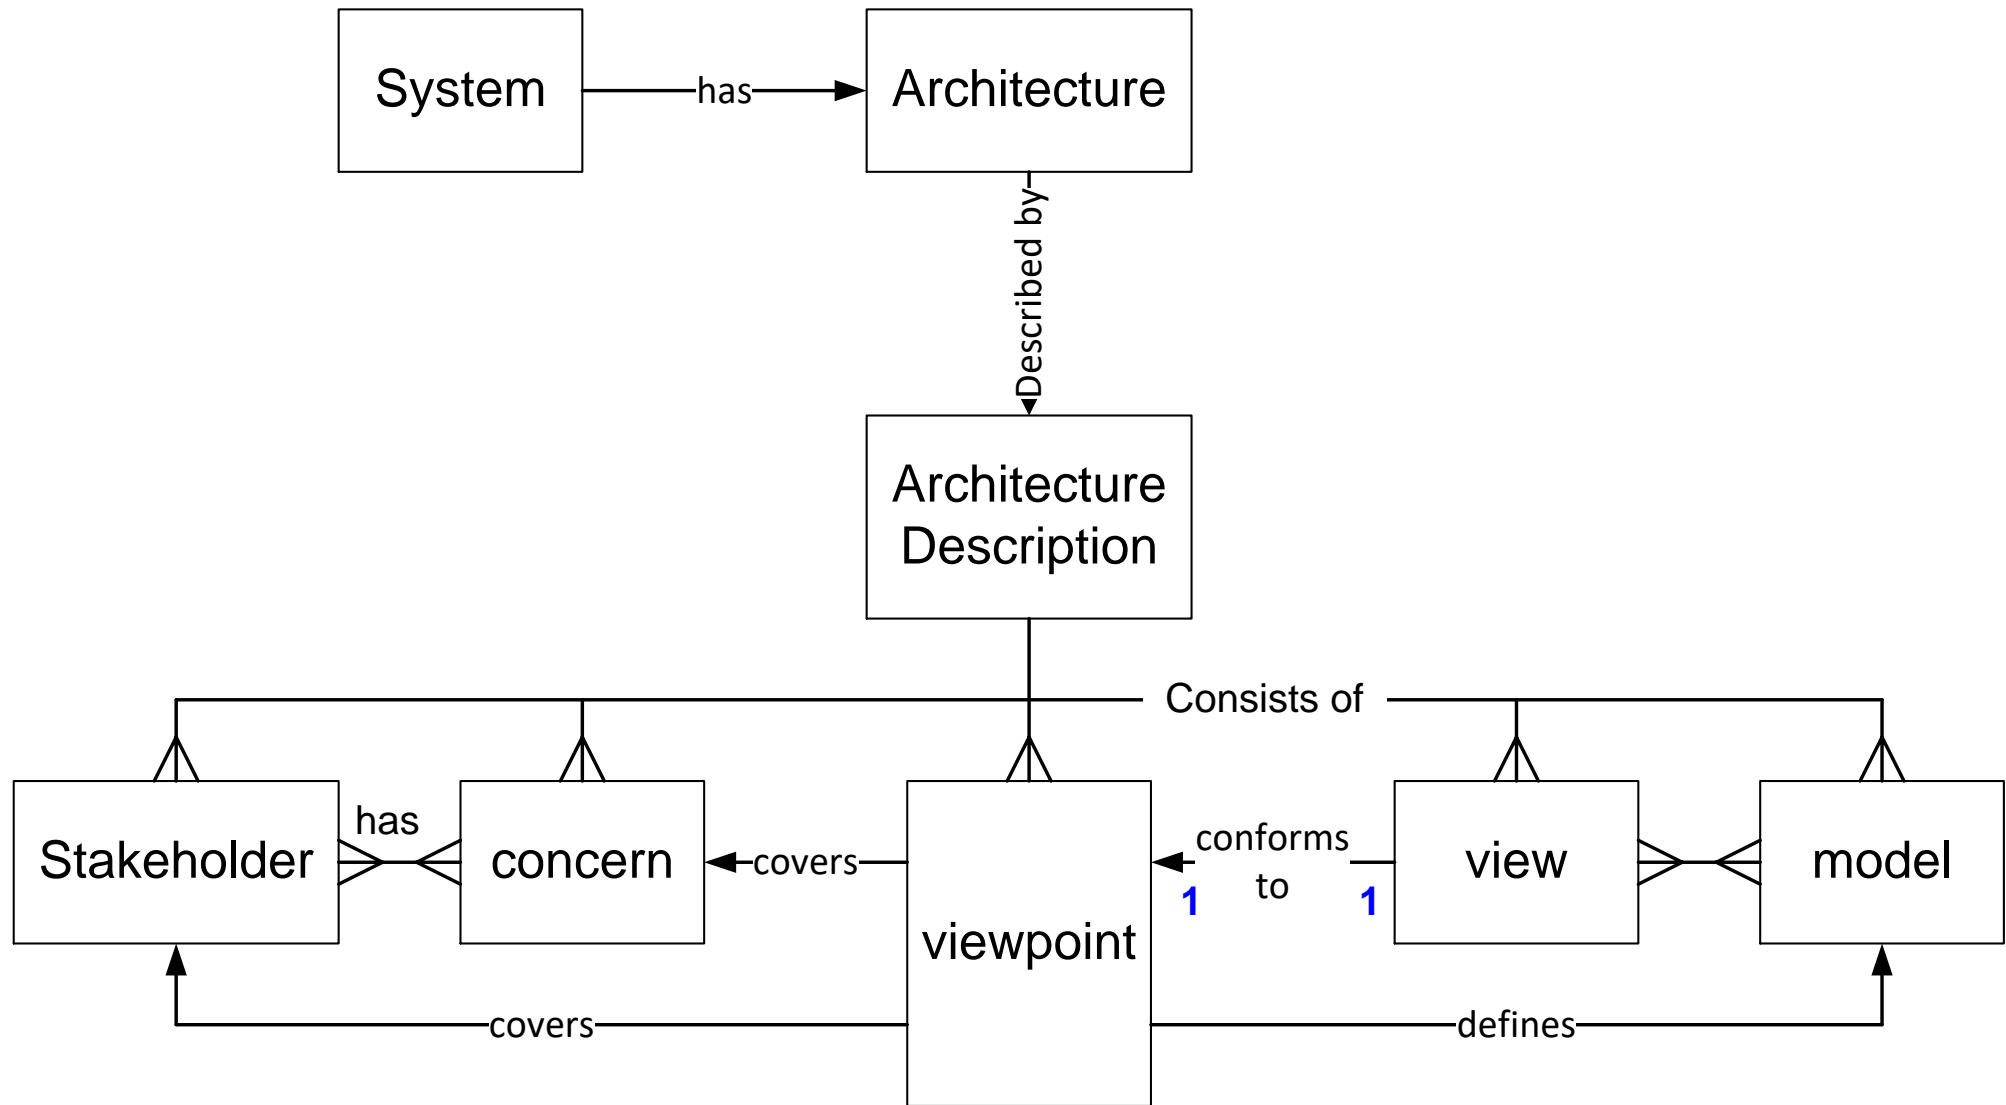 System
has
Architecture
Described by
Architecture
Description
Consists of
Stakeholder
has
concern
covers
viewpoint
conforms
to
1
1
view
model
covers
defines